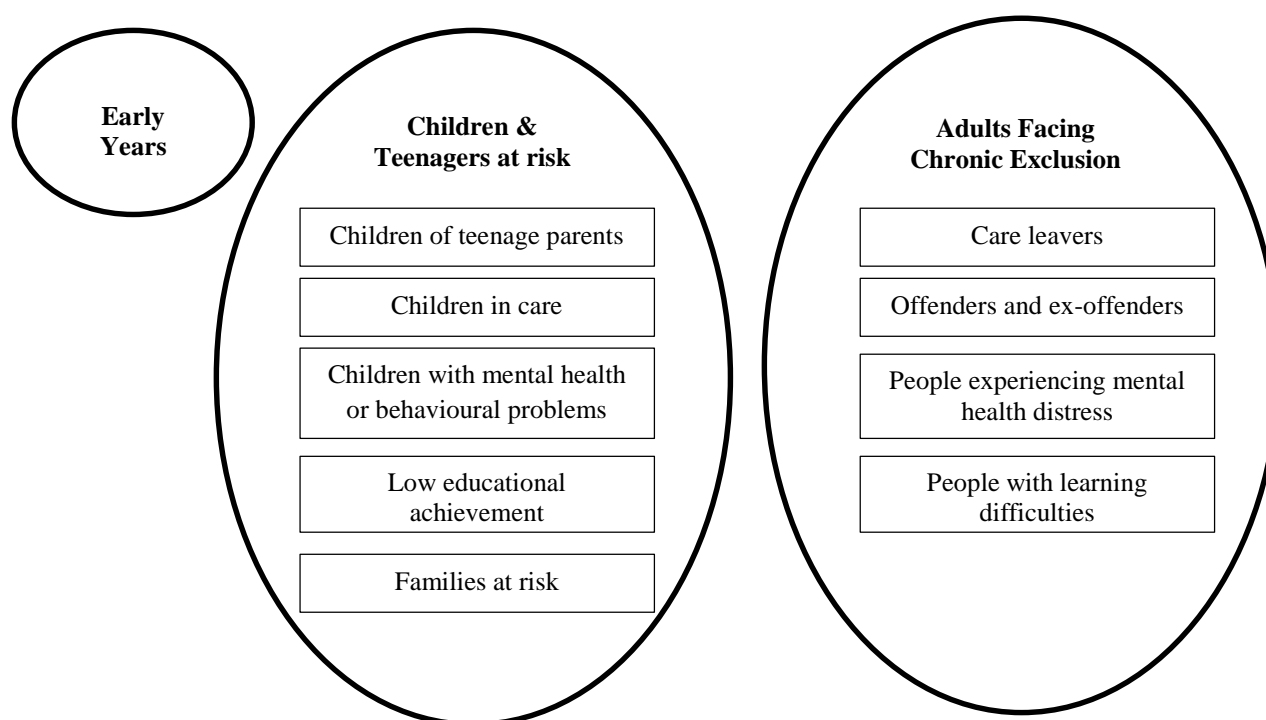 Early
Years
Children &
Teenagers at risk
Children of teenage parents
Children in care
Children with mental health
or behavioural problems
Low educational
achievement
Families at risk
Adults Facing
Chronic Exclusion
Care leavers
Offenders and ex-offenders
People experiencing mental
health distress
People with learning
difficulties